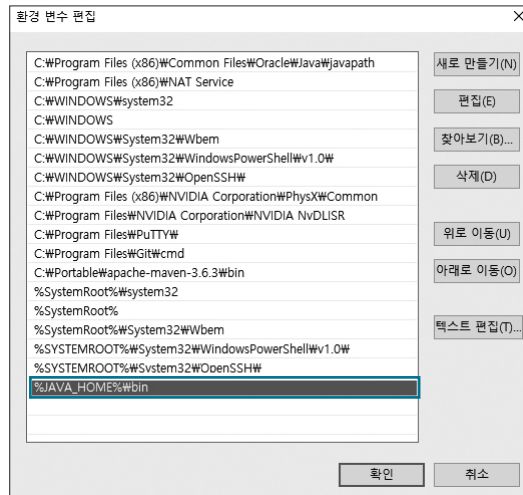 환경 변수 편집
C:₩Program Files (x86)₩Common Files₩Oracle₩Java₩javapath
C:₩Program Files (x86)₩NAT Service
C:₩WINDOWS₩system32
C:₩WINDOWS
C:₩WINDOWS₩System32₩Wbem
C:₩WINDOWS₩System32₩WindowsPowerShell₩v1.0₩
C:₩WINDOWS₩System32₩OpenSSH₩
C:₩Program Files (x86)₩NVIDIA Corporation₩PhysX₩Common
C:₩Program Files₩NVIDIA Corporation₩NVIDIA NvDLISR
C:₩Program Files₩PuTTY₩
C:₩Program Files₩Git₩cmd
C:₩Portable₩apache-maven-3.6.3₩bin
%SystemRoot%₩system32
%SystemRoot%
%SystemRoot%₩System32₩Wbem
%SYSTEMROOT%₩System32₩WindowsPowerShell₩v1.0₩
%SYSTEMROOT%₩System32₩OpenSSH₩
%JAVA_HOME%₩bin
새로 만들기(N)
편집(E)
찾아보기(B)...
삭제(D)
위로 이동(U)
아래로 이동(O)
텍스트 편집(T)...
확인
취소